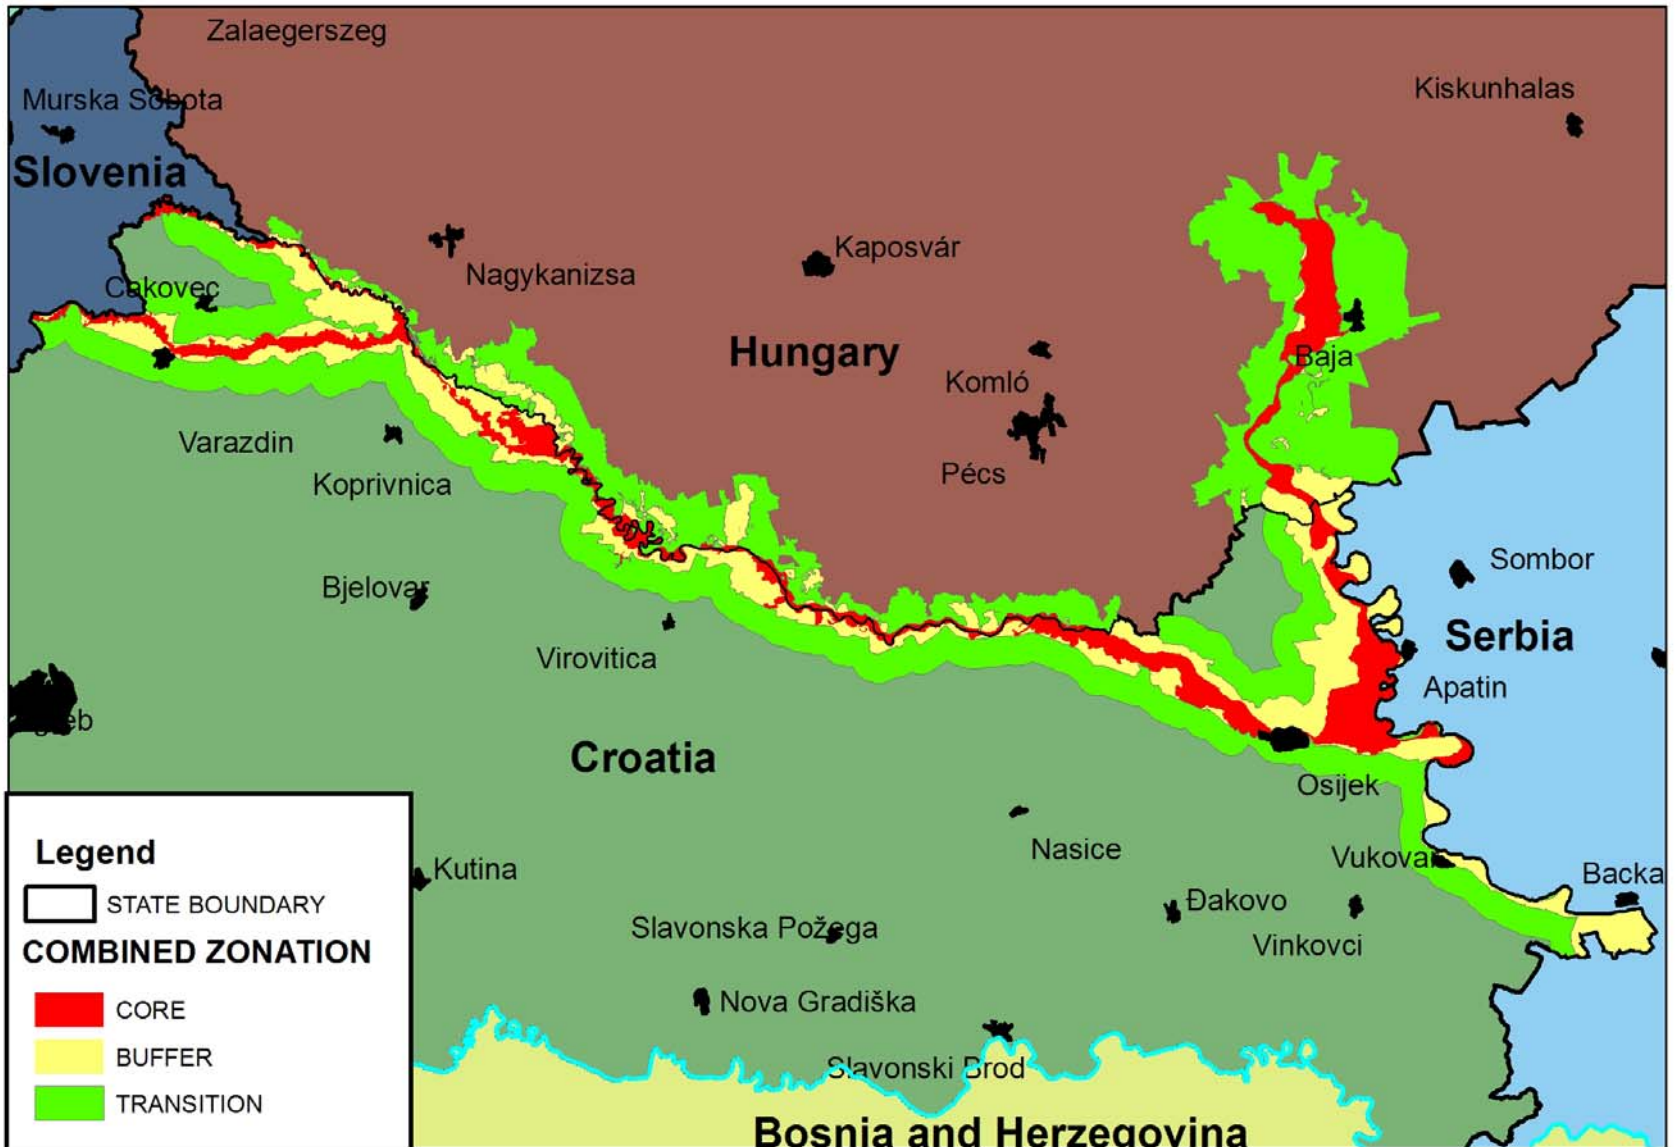 Zalaegerszeg
Kiskunhalas
Murska Sobota
Slovenia
Kaposvár
Nagykanizsa
Cakovec
Hungary
Baja
Komló
Varazdin
Pécs
Koprivnica
Sombor
Bjelovar
Serbia
Virovitica
Apatin
Croatia
Osijek
Nasice
Vukovar
Backa
Kutina
Đakovo
Slavonska Požega
Vinkovci
Nova Gradiška
Slavonski Brod
Bosnia and Herzegovina
Legend
STATE BOUNDARY
COMBINED ZONATION
CORE
BUFFER
TRANSITION